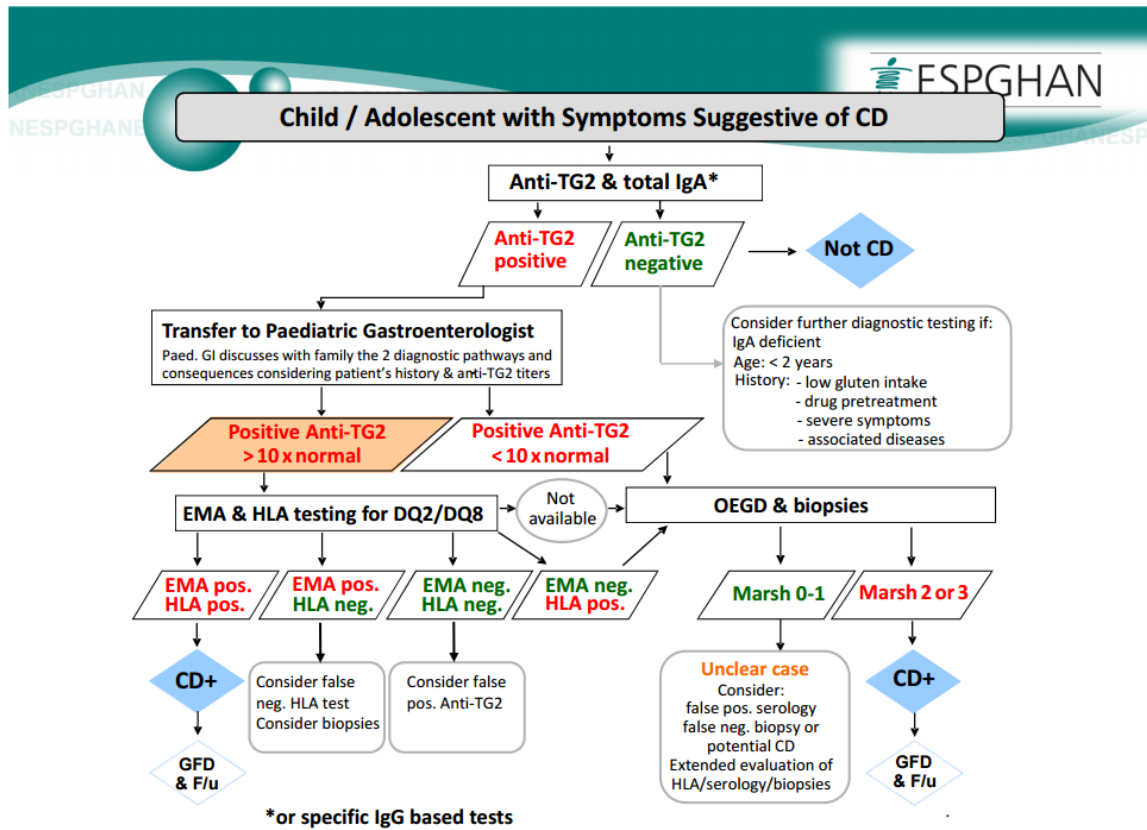 ESPGHAN
NESPGHAN
NESPGHANE
GHANESP
Child / Adolescent with Symptoms Suggestive of CD
Anti-TG2 & total IgA*
Anti-TG2
positive
Anti-TG2
negative
Not CD
Transfer to Paediatric Gastroenterologist
Paed. GI discusses with family the 2 diagnostic pathways and
consequences considering patient's history & anti-TG2 titers
Consider further diagnostic testing if:
IgA deficient
Age: < 2 years
History: - low gluten intake
- drug pretreatment
- severe symptoms
- associated diseases
Positive Anti-TG2
> 10 x normal
Positive Anti-TG2
< 10 x normal
EMA & HLA testing for DQ2/DQ8
Not
available
OEGD & biopsies
EMA pos.
HLA pos.
EMA pos.
HLA neg.
EMA neg.
HLA neg.
EMA neg.
HLA pos.
Marsh 0-1
Marsh 2 or 3
CD+
Consider false
neg. HLA test
Consider biopsies
Consider false
pos. Anti-TG2
Unclear case
Consider:
false pos. serology
false neg. biopsy or
potential CD
Extended evaluation of
HLA/serology/biopsies
CD+
GFD
& F/u
GFD
& F/u
*or specific IgG based tests